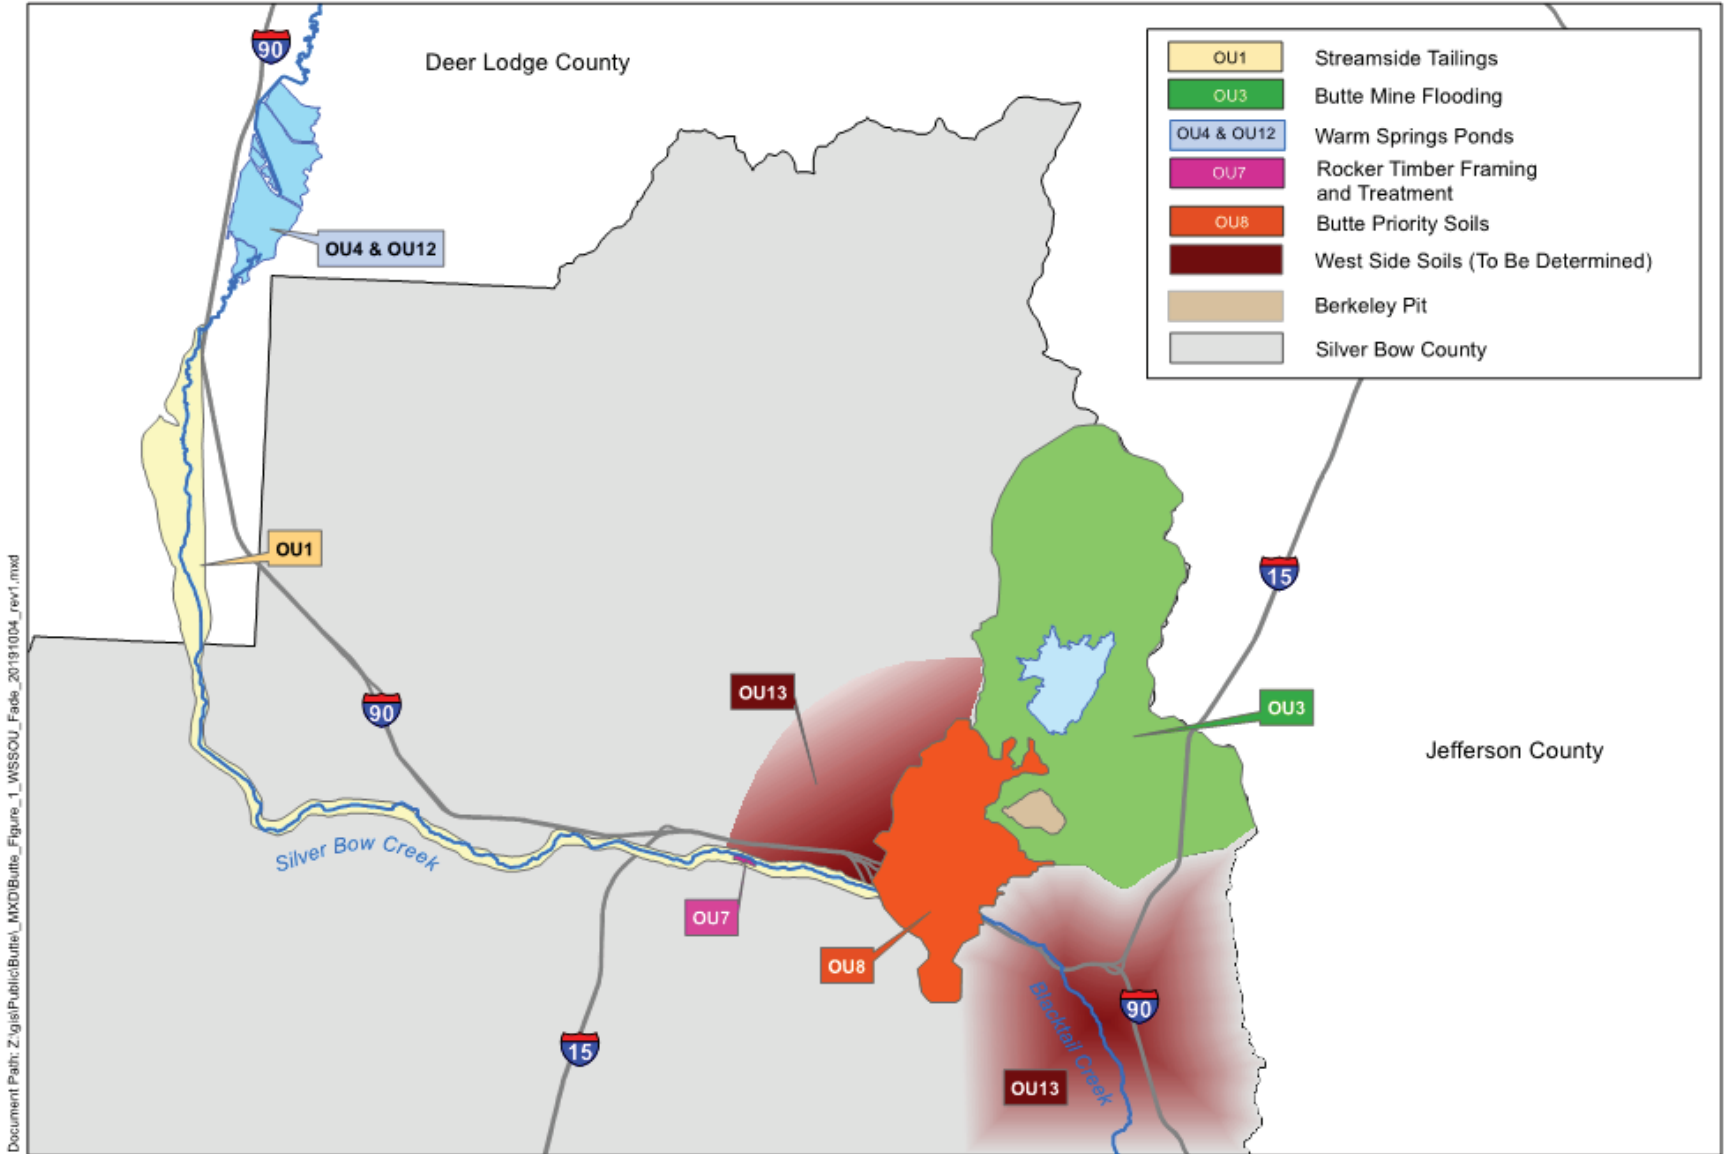 90
Deer Lodge County
OU1 Streamside Tailings
OU3 Butte Mine Flooding
OU4 & OU12 Warm Springs Ponds
OU7 Rocker Timber Framing
and Treatment
OU8 Butte Priority Soils
West Side Soils (To Be Determined)
Berkeley Pit
Silver Bow County
OU4 & OU12
OU1
15
OU13
90
OU3
Jefferson County
Silver Bow Creek
OU7
OU8
90
15
Blacktail Creek
OU13
Document Path: Z:\gis\Public\Butte\_MXD\Butte_Figure_1_WSSOU_Fade_20191004_rev1.mxd